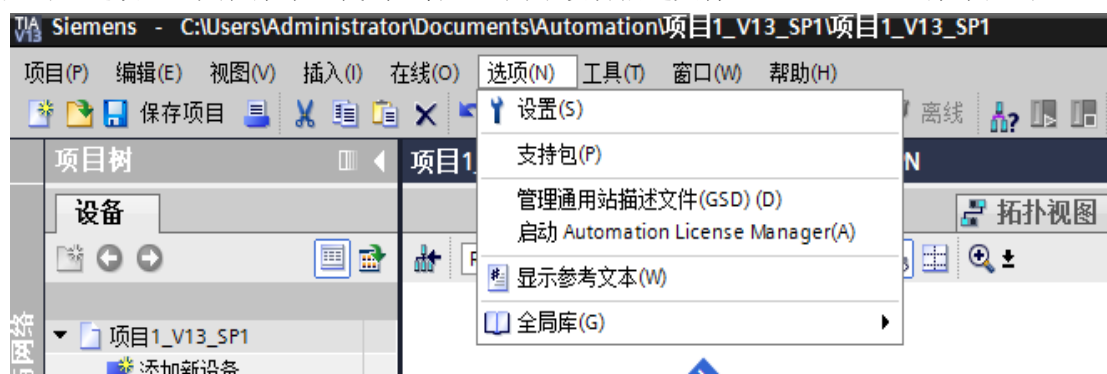 TIA V13 Siemens - C:\Users\Administrator\Documents\Automation\项目1_V13_SP1\项目1_V13_SP1
项目(P) 编辑(E) 视图(V) 插入(I) 在线(O) 选项(N) 工具(T) 窗口(W) 帮助(H)
保存项目 设置(S) 离线
项目树 项目1 支持包(P) N
设备 管理通用站描述文件(GSD) (D) 拓扑视图
启动 Automation License Manager(A)
显示参考文本(W)
全局库(G)
项目1_V13_SP1
添加新设备